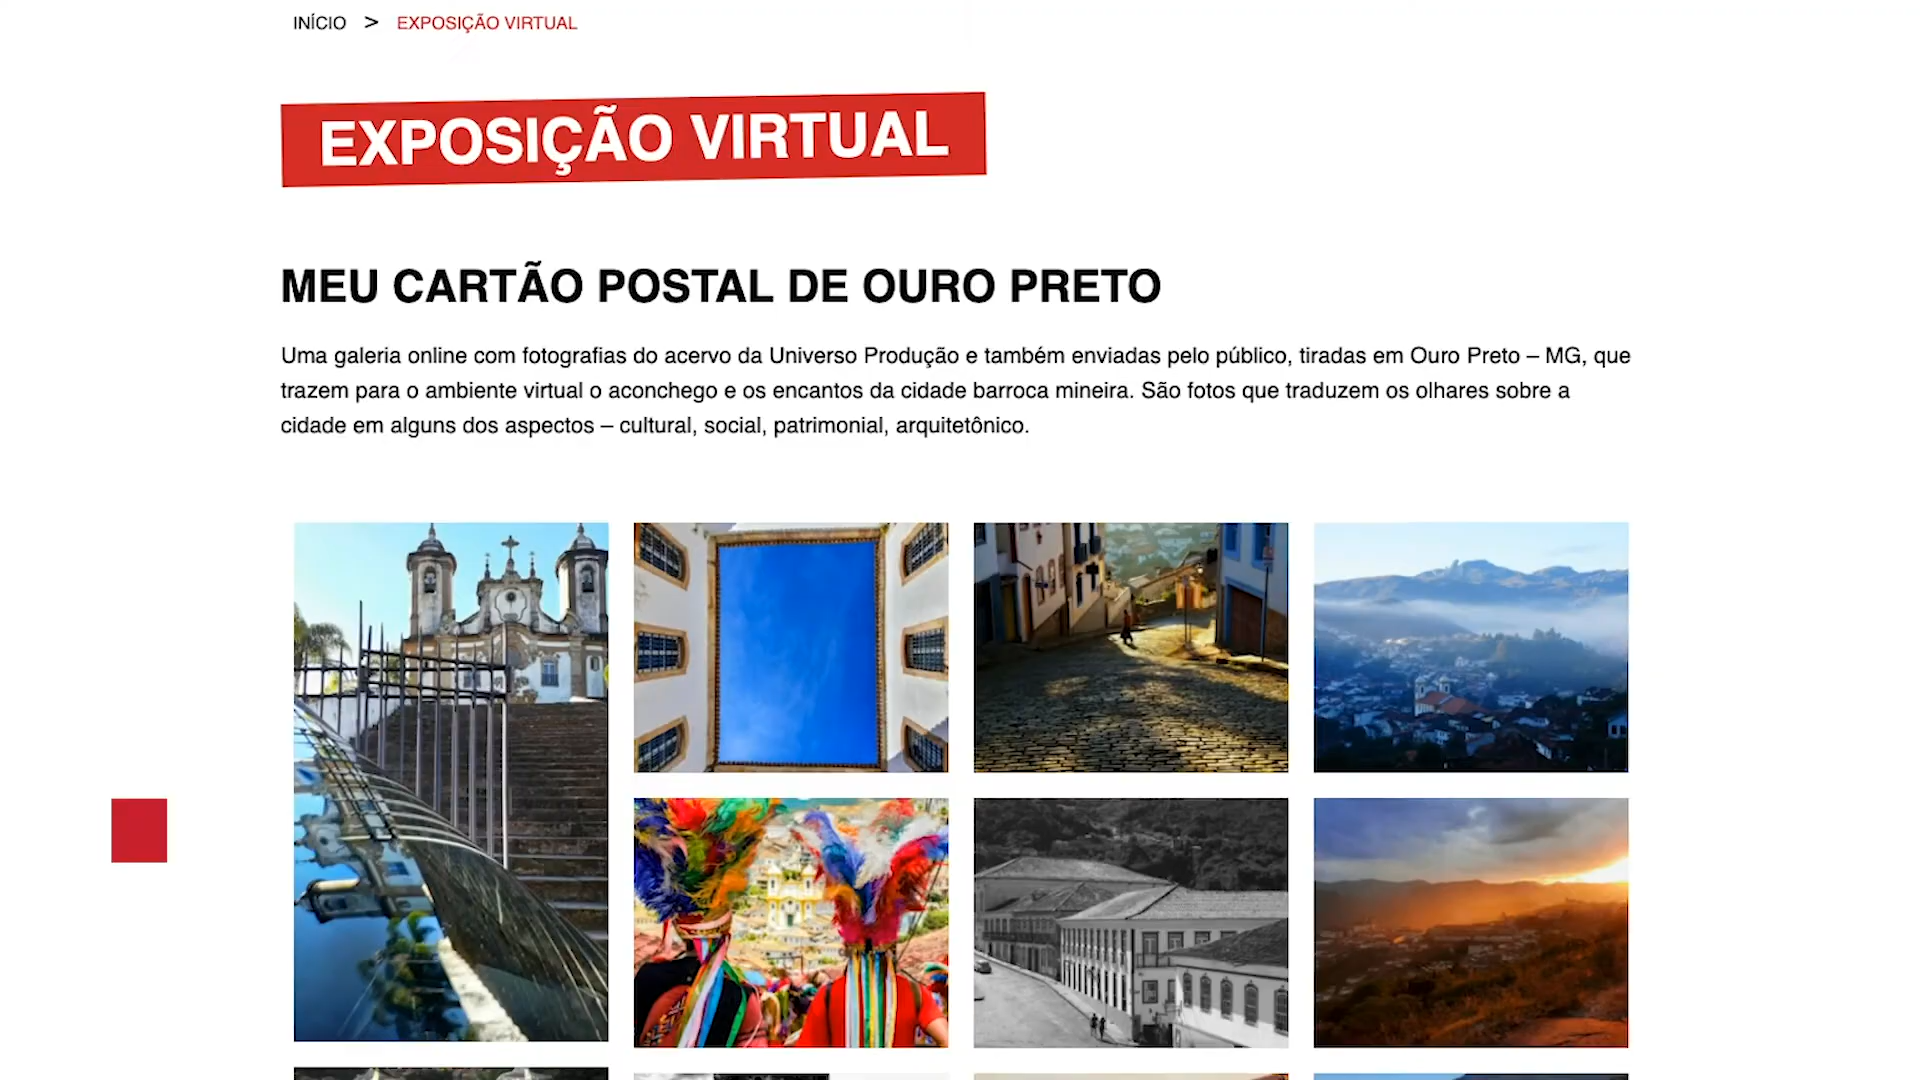 INÍCIO > EXPOSIÇÃO VIRTUAL
EXPOSIÇÃO VIRTUAL
MEU CARTÃO POSTAL DE OURO PRETO
Uma galeria online com fotografias do acervo da Universo Produção e também enviadas pelo público, tiradas em Ouro Preto – MG, que
trazem para o ambiente virtual o aconchego e os encantos da cidade barroca mineira. São fotos que traduzem os olhares sobre a
cidade em alguns dos aspectos – cultural, social, patrimonial, arquitetônico.